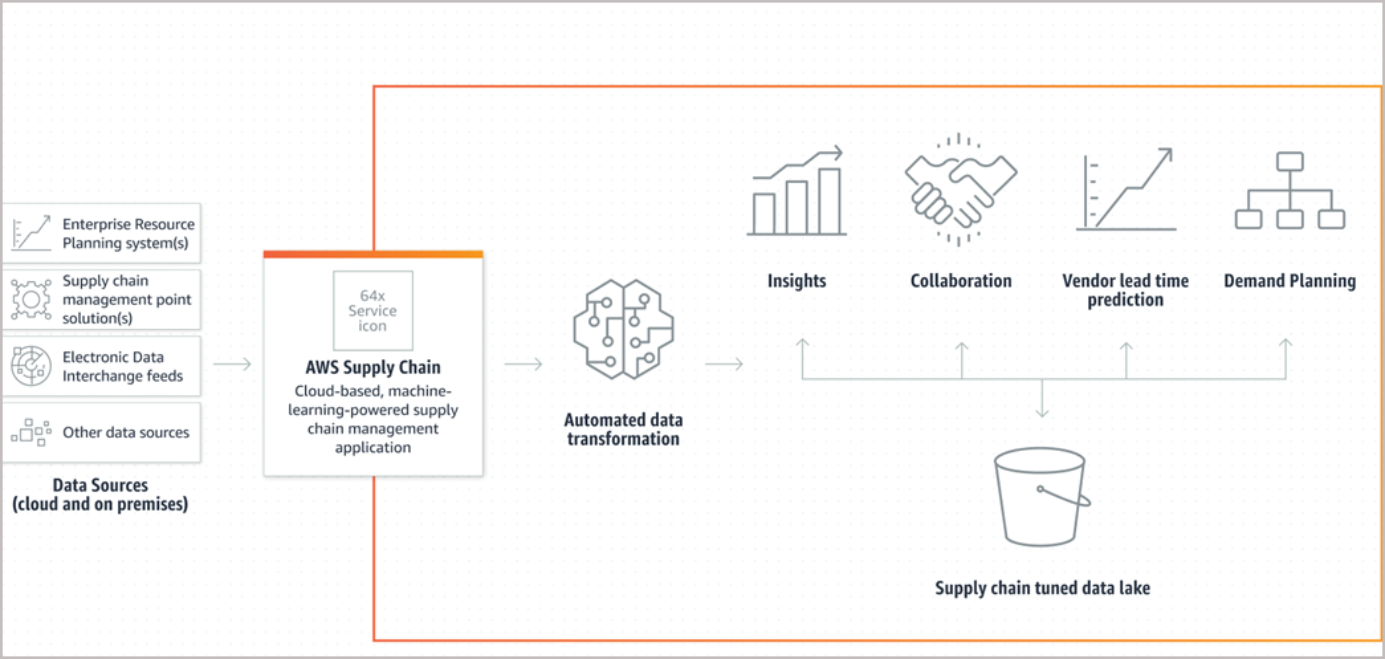 Enterprise Resource
Planning system(s)
Supply chain
management point
solution(s)
Electronic Data
Interchange feeds
Other data sources
Data Sources
(cloud and on premises)
64x
Service
icon
AWS Supply Chain
Cloud-based, machine-
learning-powered supply
chain management
application
Automated data
transformation
Insights
Collaboration
Vendor lead time
prediction
Demand Planning
Supply chain tuned data lake